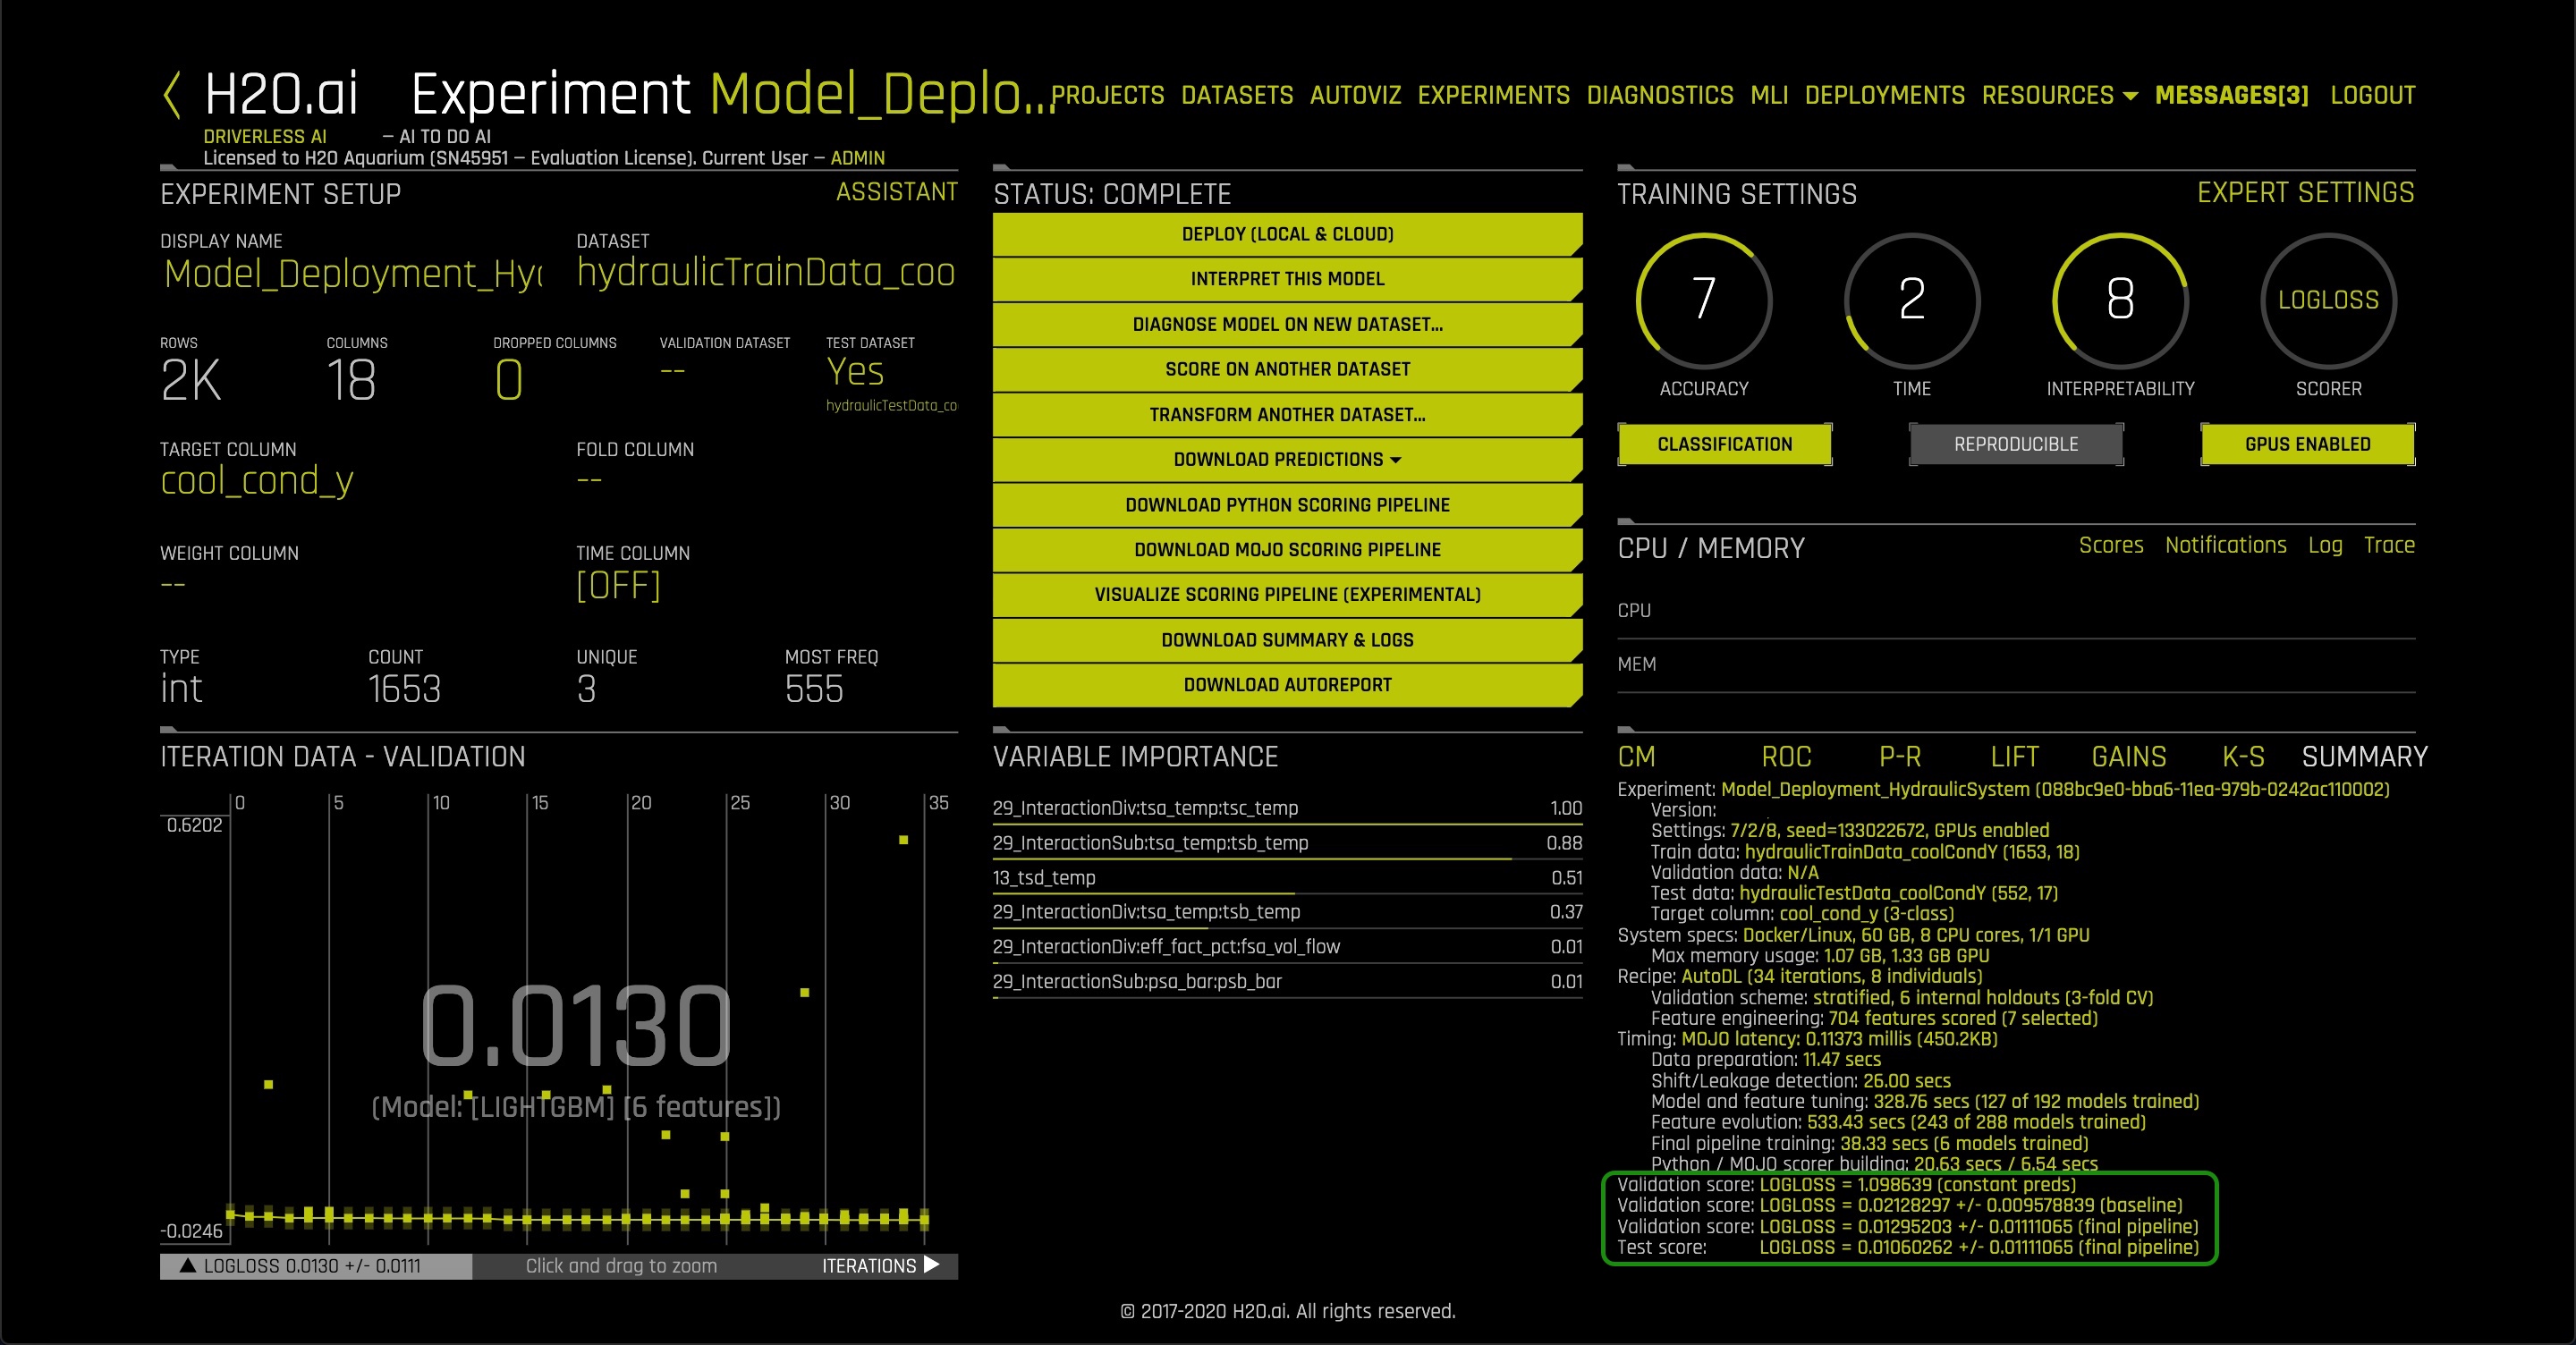 H2O.ai Experiment Model_Deplo...
PROJECTS DATASETS AUTOVIZ EXPERIMENTS DIAGNOSTICS MLI DEPLOYMENTS RESOURCES MESSAGES[3] LOGOUT
DRIVERLESS AI – AI TO DO AI
Licensed to H2O Aquarium (SN45951 – Evaluation License). Current User – ADMIN
EXPERIMENT SETUP ASSISTANT
DISPLAY NAME DATASET
Model_Deployment_Hy hydraulicTrainData_coo
ROWS COLUMNS DROPPED COLUMNS VALIDATION DATASET TEST DATASET
2K 18 0 -- Yes
hydraulicTestData_co
TARGET COLUMN FOLD COLUMN
cool_cond_y --
WEIGHT COLUMN TIME COLUMN
-- [OFF]
TYPE COUNT UNIQUE MOST FREQ
int 1653 3 555
STATUS: COMPLETE
DEPLOY (LOCAL & CLOUD)
INTERPRET THIS MODEL
DIAGNOSE MODEL ON NEW DATASET...
SCORE ON ANOTHER DATASET
TRANSFORM ANOTHER DATASET...
DOWNLOAD PREDICTIONS
DOWNLOAD PYTHON SCORING PIPELINE
DOWNLOAD MOJO SCORING PIPELINE
VISUALIZE SCORING PIPELINE (EXPERIMENTAL)
DOWNLOAD SUMMARY & LOGS
DOWNLOAD AUTOREPORT
TRAINING SETTINGS EXPERT SETTINGS
7 2 8 LOGLOSS
ACCURACY TIME INTERPRETABILITY SCORER
CLASSIFICATION REPRODUCIBLE GPUS ENABLED
CPU / MEMORY Scores Notifications Log Trace
CPU
MEM
ITERATION DATA - VALIDATION
0 5 10 15 20 25 30 35
0.6202
0.0130
(Model: [LIGHTGBM] [6 features])
-0.0246
LOGLOSS 0.0130 +/- 0.0111 Click and drag to zoom ITERATIONS
VARIABLE IMPORTANCE
29_InteractionDiv:tsa_temp:tsc_temp 1.00
29_InteractionSub:tsa_temp:tsb_temp 0.88
13_tsd_temp 0.51
29_InteractionDiv:tsa_temp:tsb_temp 0.37
29_InteractionDiv:eff_fact_pct:fsa_vol_flow 0.01
29_InteractionSub:psa_bar:psb_bar 0.01
CM ROC P-R LIFT GAINS K-S SUMMARY
Experiment: Model_Deployment_HydraulicSystem (088bc9e0-bba6-11ea-979b-0242ac110002)
Version:
Settings: 7/2/8, seed=133022672, GPUs enabled
Train data: hydraulicTrainData_coolCondY (1653, 18)
Validation data: N/A
Test data: hydraulicTestData_coolCondY (552, 17)
Target column: cool_cond_y (3-class)
System specs: Docker/Linux, 60 GB, 8 CPU cores, 1/1 GPU
Max memory usage: 1.07 GB, 1.33 GB GPU
Recipe: AutoDL (34 iterations, 8 individuals)
Validation scheme: stratified, 6 internal holdouts (3-fold CV)
Feature engineering: 704 features scored (7 selected)
Timing: MOJO latency: 0.11373 millis (450.2KB)
Data preparation: 11.47 secs
Shift/Leakage detection: 26.00 secs
Model and feature tuning: 328.76 secs (127 of 192 models trained)
Feature evolution: 533.43 secs (243 of 288 models trained)
Final pipeline training: 38.33 secs (6 models trained)
Python / MOJO scorer building: 20.63 secs / 6.54 secs
Validation score: LOGLOSS = 1.098639 (constant preds)
Validation score: LOGLOSS = 0.02128297 +/- 0.009578839 (baseline)
Validation score: LOGLOSS = 0.01295203 +/- 0.01111065 (final pipeline)
Test score: LOGLOSS = 0.01060262 +/- 0.01111065 (final pipeline)
© 2017-2020 H2O.ai. All rights reserved.